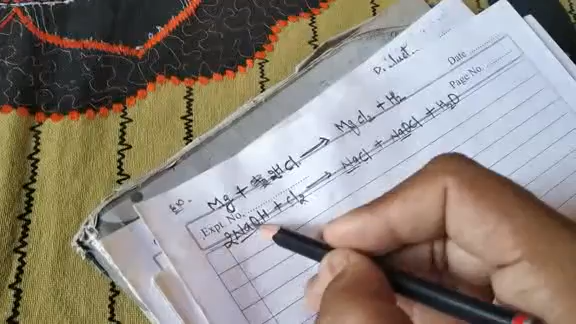 Date ..........
Page No. ..........
Ex.
Mg + 2HCl → MgCl₂ + H₂
Expt. No. ..........
2NaOH + Cl₂ → NaCl + NaOCl + H₂O